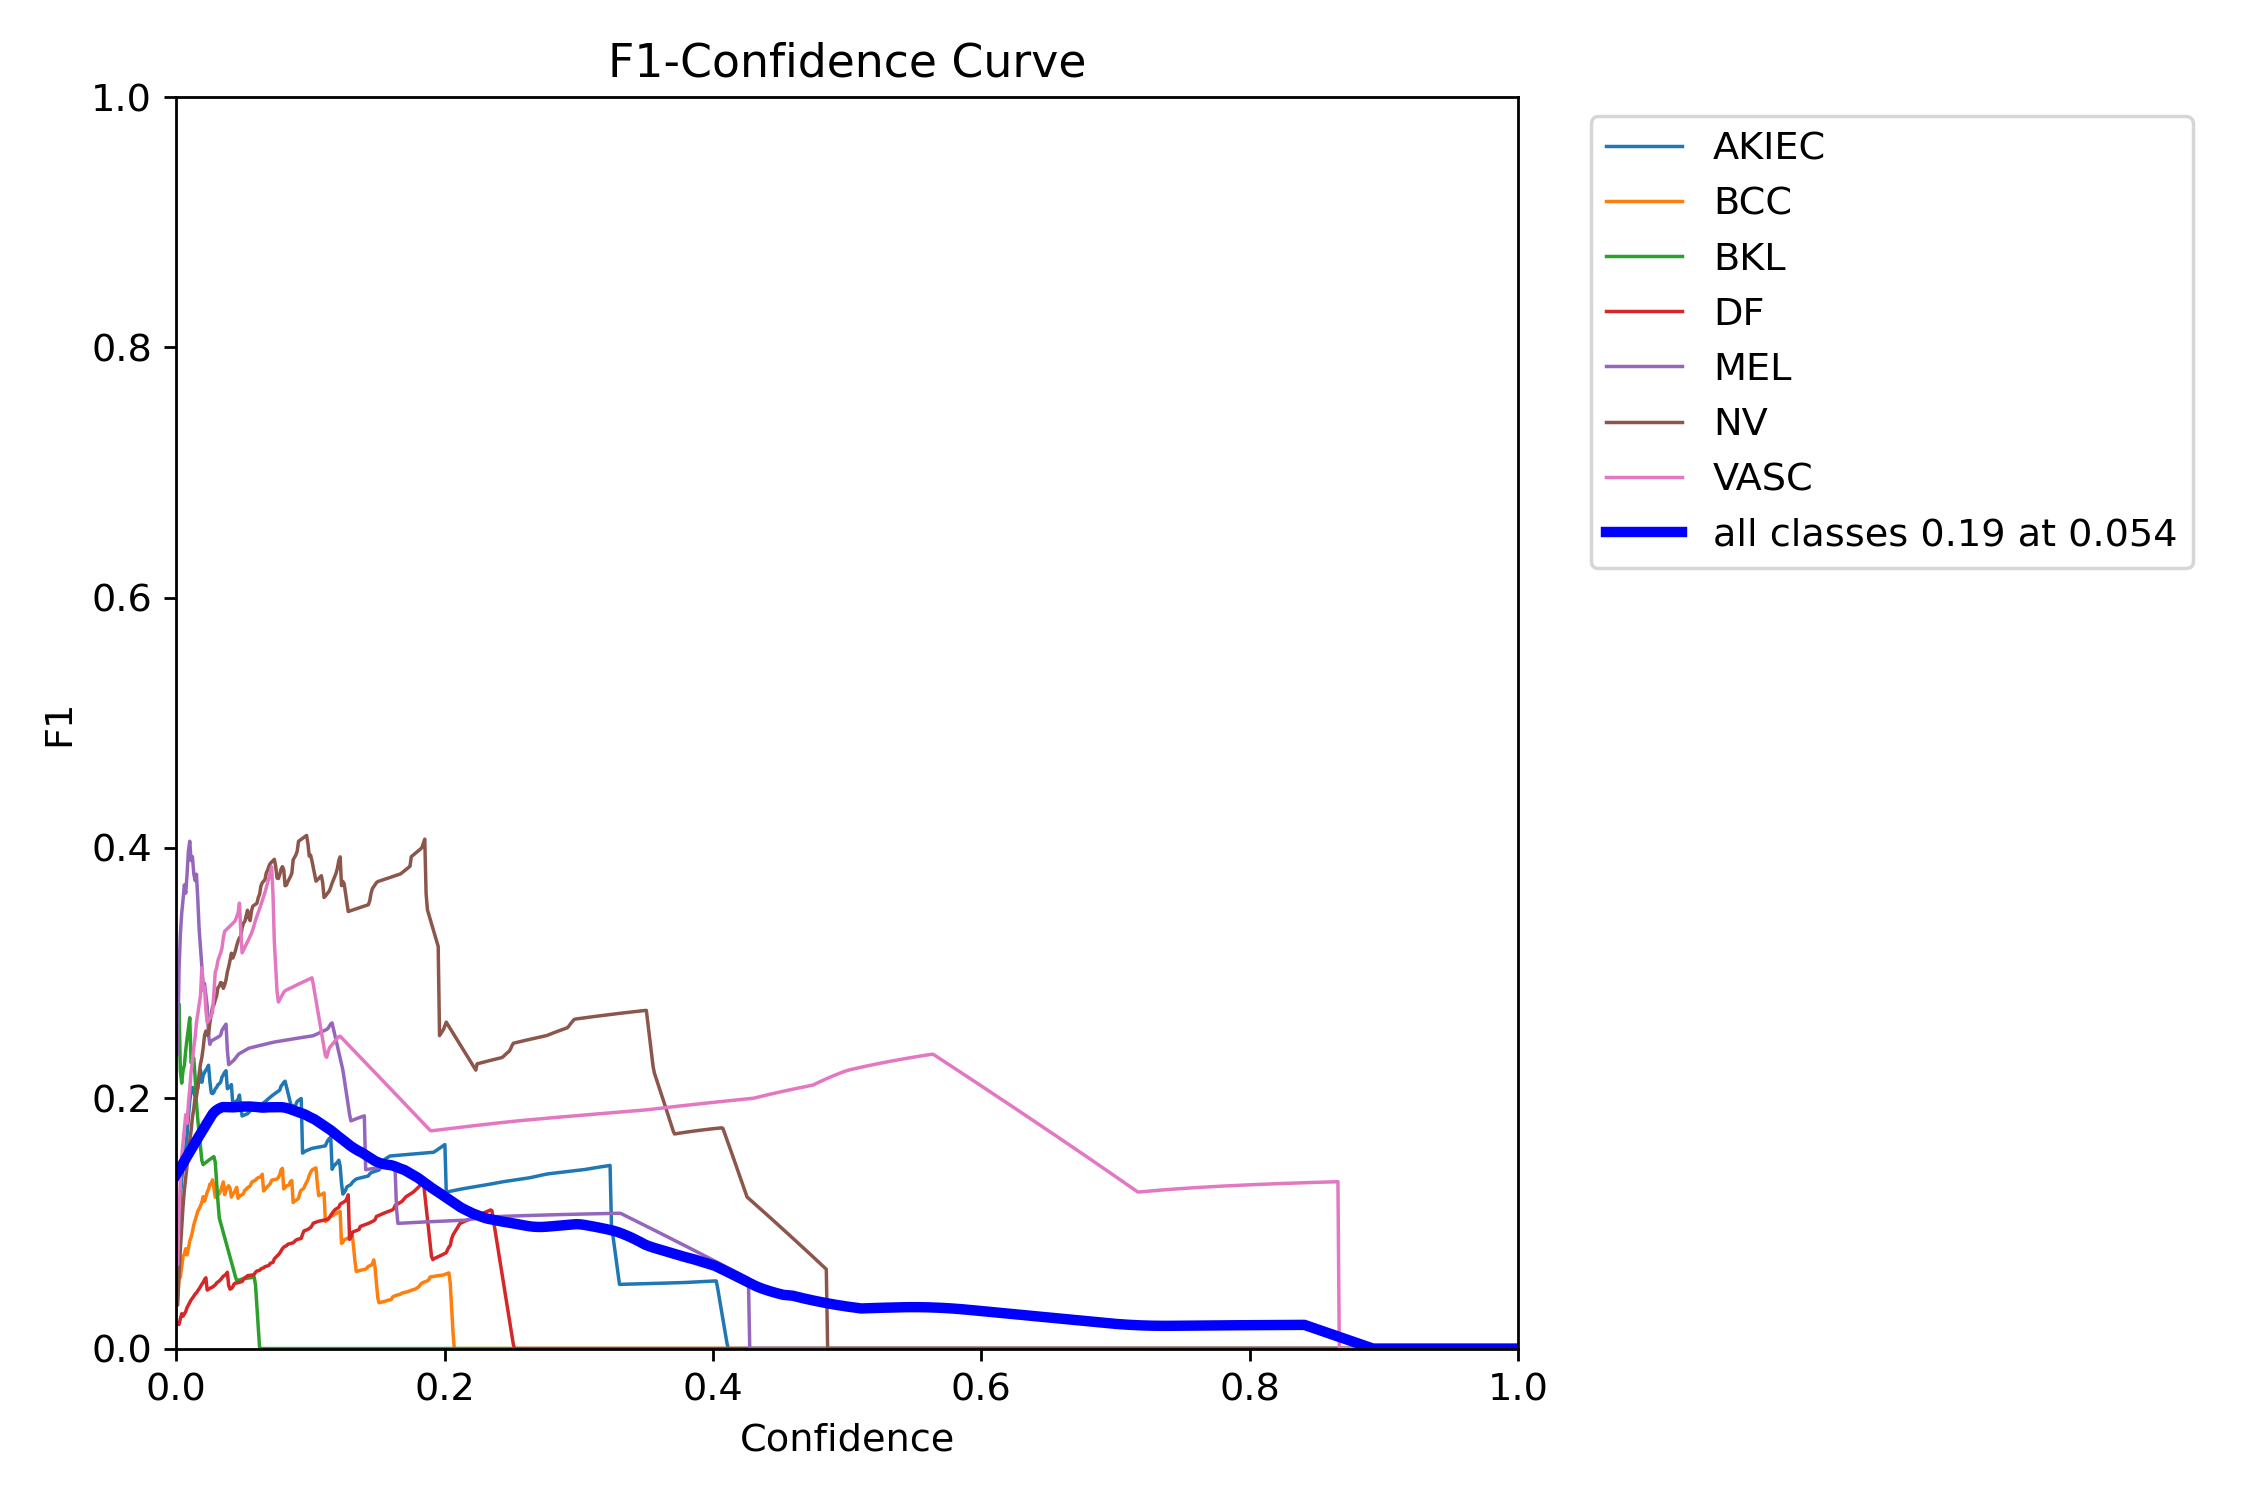 F1-Confidence Curve
1.0
0.8
0.6
0.4
0.2
0.0
F1
0.0 0.2 0.4 0.6 0.8 1.0
Confidence
AKIEC
BCC
BKL
DF
MEL
NV
VASC
all classes 0.19 at 0.054